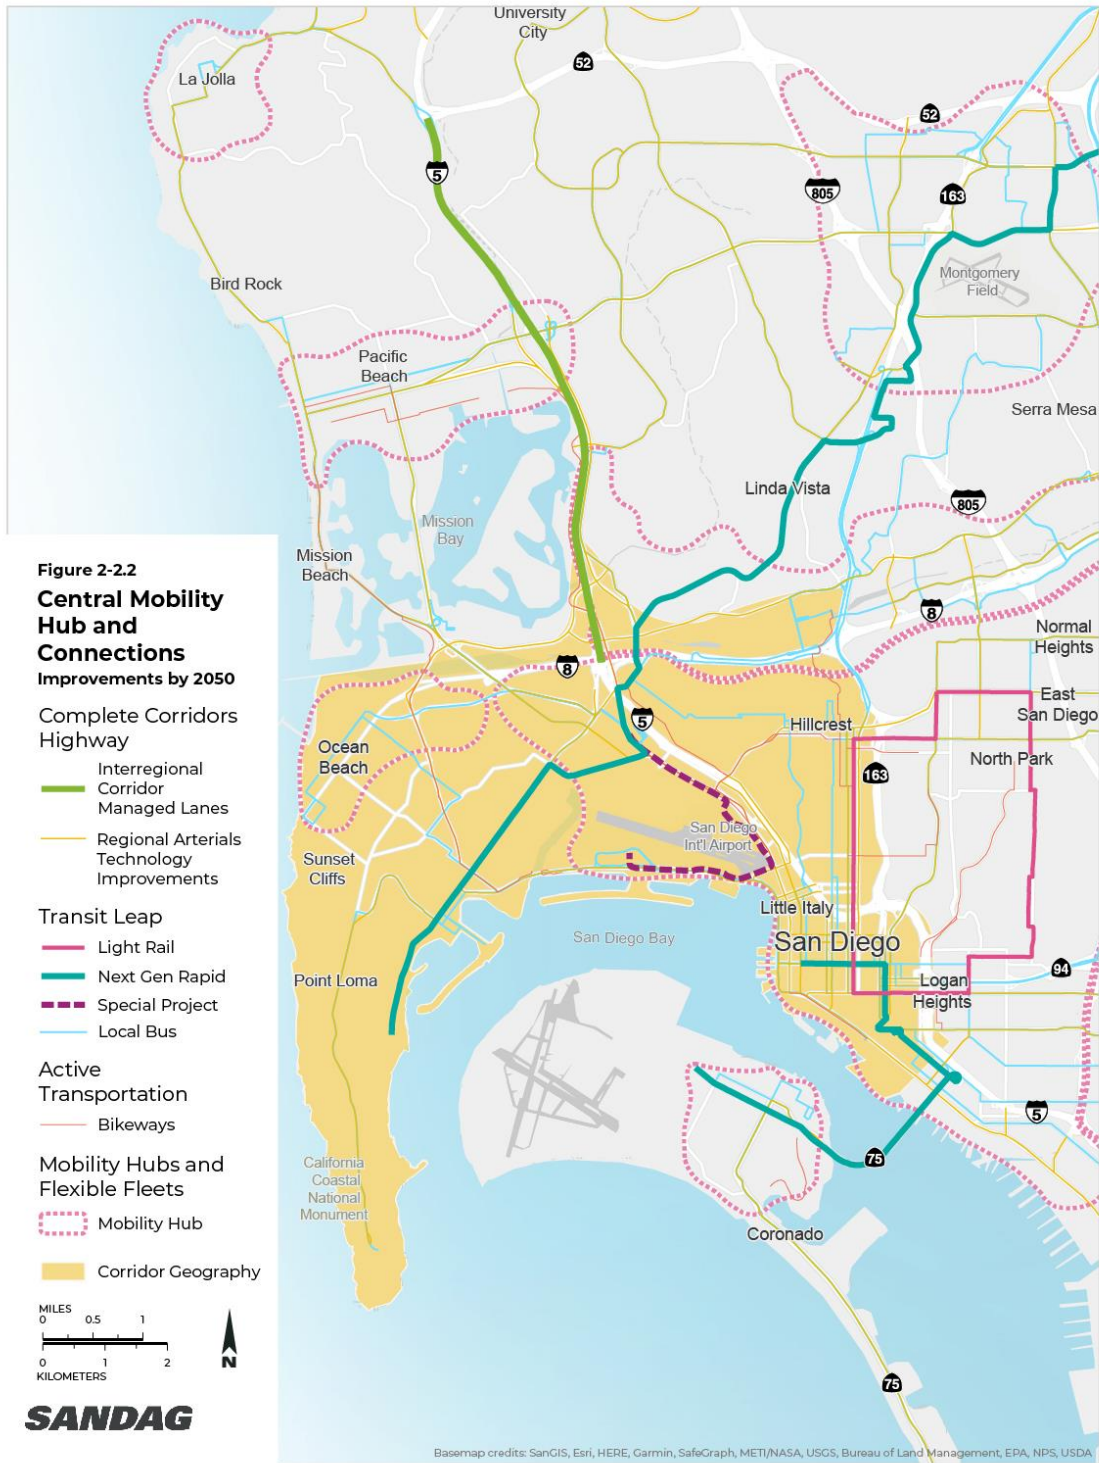 University
City
52
La Jolla
52
5
805
163
Montgomery
Field
Bird Rock
Pacific
Beach
Serra Mesa
Linda Vista
805
Mission
Bay
Mission
Beach
8
Normal
Heights
8
East
San Diego
5
Hillcrest
North Park
Ocean
Beach
163
San Diego
Int'l Airport
Sunset
Cliffs
Little Italy
San Diego Bay
San Diego
94
Point Loma
Logan
Heights
5
75
California
Coastal
National
Monument
Coronado
75
Figure 2-2.2
Central Mobility
Hub and
Connections
Improvements by 2050
Complete Corridors
Highway
Interregional
Corridor
Managed Lanes
Regional Arterials
Technology
Improvements
Transit Leap
Light Rail
Next Gen Rapid
Special Project
Local Bus
Active
Transportation
Bikeways
Mobility Hubs and
Flexible Fleets
Mobility Hub
Corridor Geography
MILES
0 0.5 1
0 1 2
KILOMETERS
N
SANDAG
Basemap credits: SanGIS, Esri, HERE, Garmin, SafeGraph, METI/NASA, USGS, Bureau of Land Management, EPA, NPS, USDA